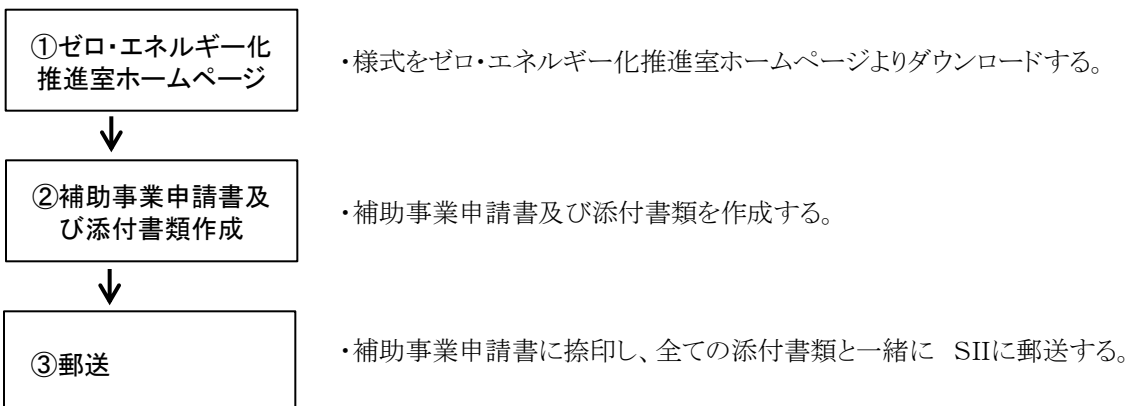 ①ゼロ・エネルギー化
推進室ホームページ
・様式をゼロ・エネルギー化推進室ホームページよりダウンロードする。
②補助事業申請書及
び添付書類作成
・補助事業申請書及び添付書類を作成する。
③郵送
・補助事業申請書に捺印し、全ての添付書類と一緒に SIIに郵送する。